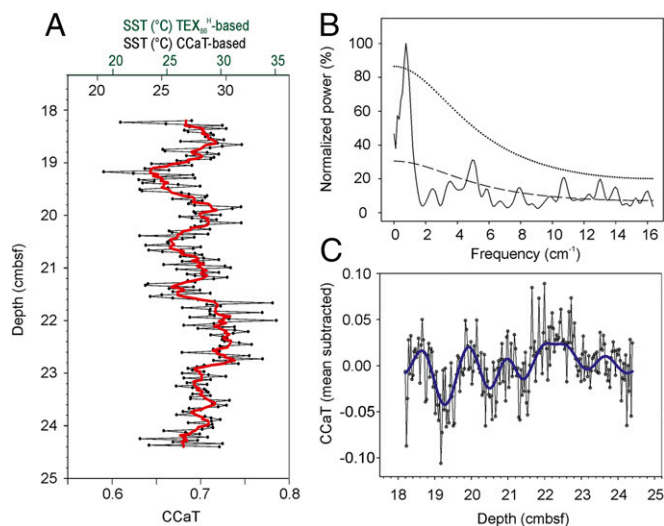 A
SST (°C) TEX₈₆ᴴ-based
SST (°C) CCaT-based
20 25 30 35
20 25 30
18
19
20
21
22
23
24
25
Depth (cmbsf)
0.6 0.7 0.8
CCaT
B
Normalized power (%)
100
80
60
40
20
0
0 2 4 6 8 10 12 14 16
Frequency (cm⁻¹)
C
CCaT (mean subtracted)
0.10
0.05
0.00
-0.05
-0.10
18 19 20 21 22 23 24 25
Depth (cmbsf)